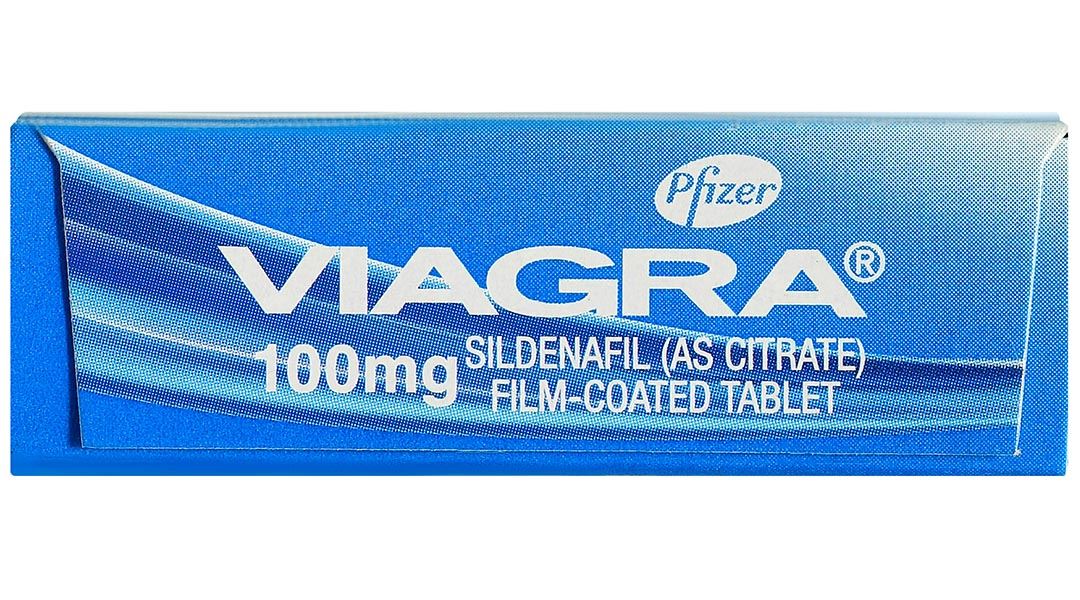 Pfizer
VIAGRA®
100mg SILDENAFIL (AS CITRATE)
FILM-COATED TABLET